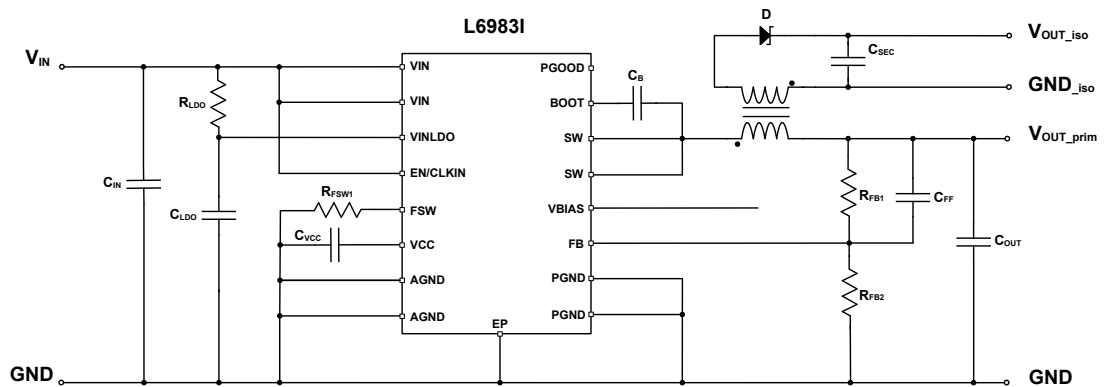 L6983I
D
VOUT_iso
CSEC
GND_iso
VIN
VIN
PGOOD
CB
RLDO
VIN
BOOT
VINLDO
SW
VOUT_prim
CIN
EN/CLKIN
SW
RFSW1
CLDO
FSW
VBIAS
RFB1
CFF
CVCC
VCC
FB
COUT
AGND
PGND
RFB2
AGND
PGND
EP
GND
GND